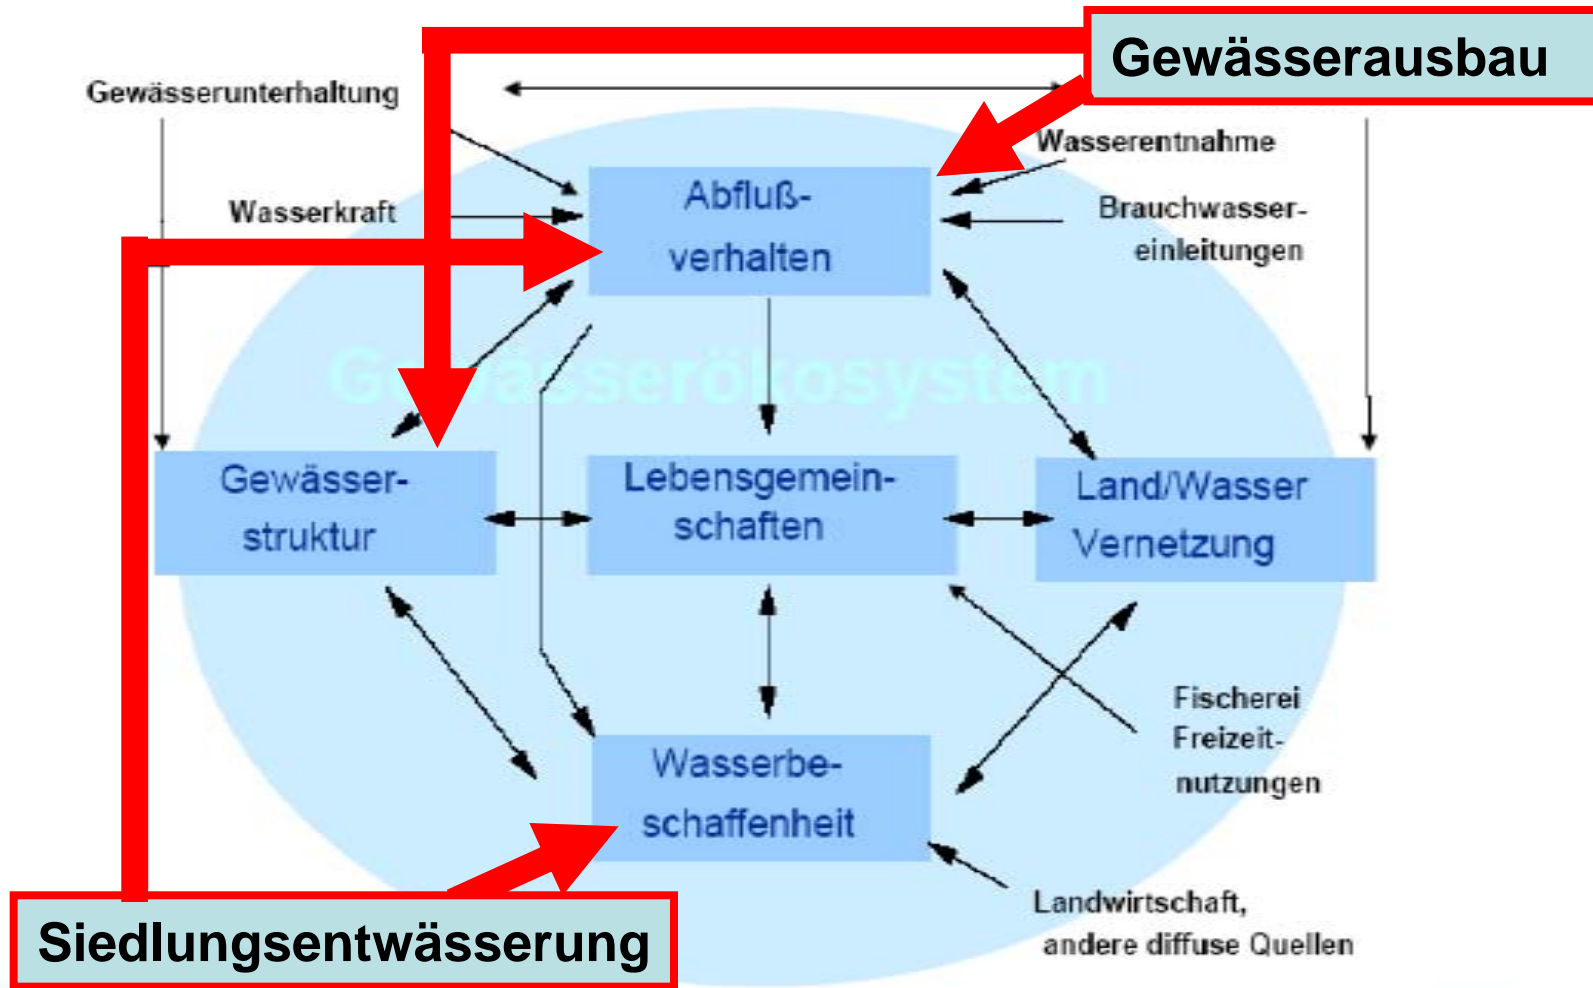 Gewässerausbau
Gewässerunterhaltung
Wasserentnahme
Wasserkraft
Abfluß-
verhalten
Brauchwasser-
einleitungen
Gewässerökosystem
Gewässer-
struktur
Lebensgemein-
schaften
Land/Wasser
Vernetzung
Fischerei
Freizeit-
nutzungen
Wasserbe-
schaffenheit
Landwirtschaft,
andere diffuse Quellen
Siedlungsentwässerung